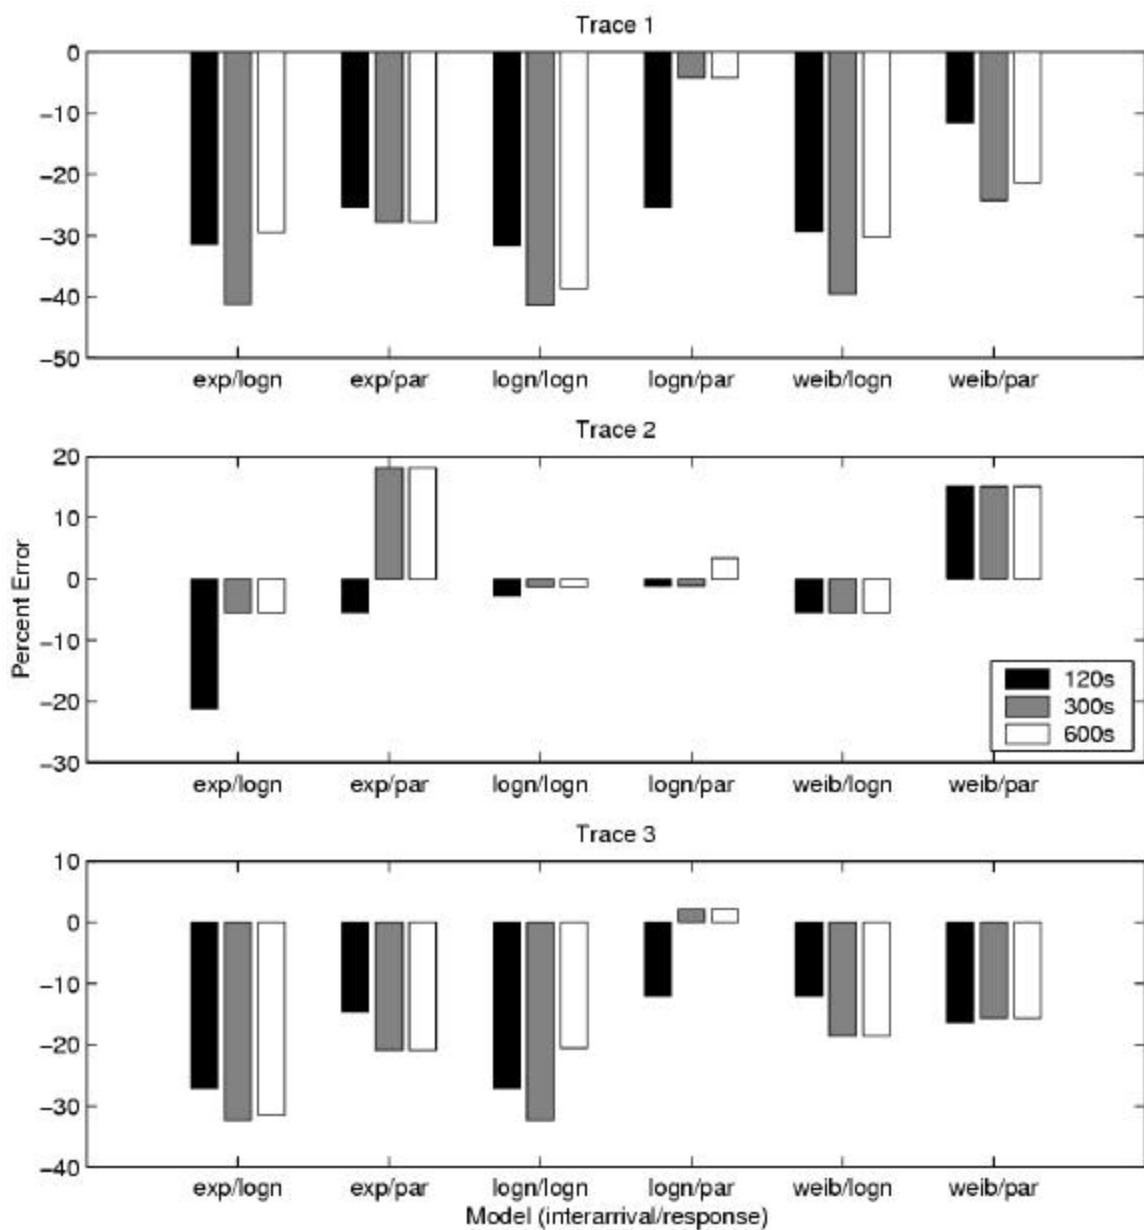 Trace 1
0
−10
−20
−30
−40
−50
exp/logn exp/par logn/logn logn/par weib/logn weib/par
Trace 2
Percent Error
20
10
0
−10
−20
−30
120s
300s
600s
exp/logn exp/par logn/logn logn/par weib/logn weib/par
Trace 3
10
0
−10
−20
−30
−40
exp/logn exp/par logn/logn logn/par weib/logn weib/par
Model (interarrival/response)